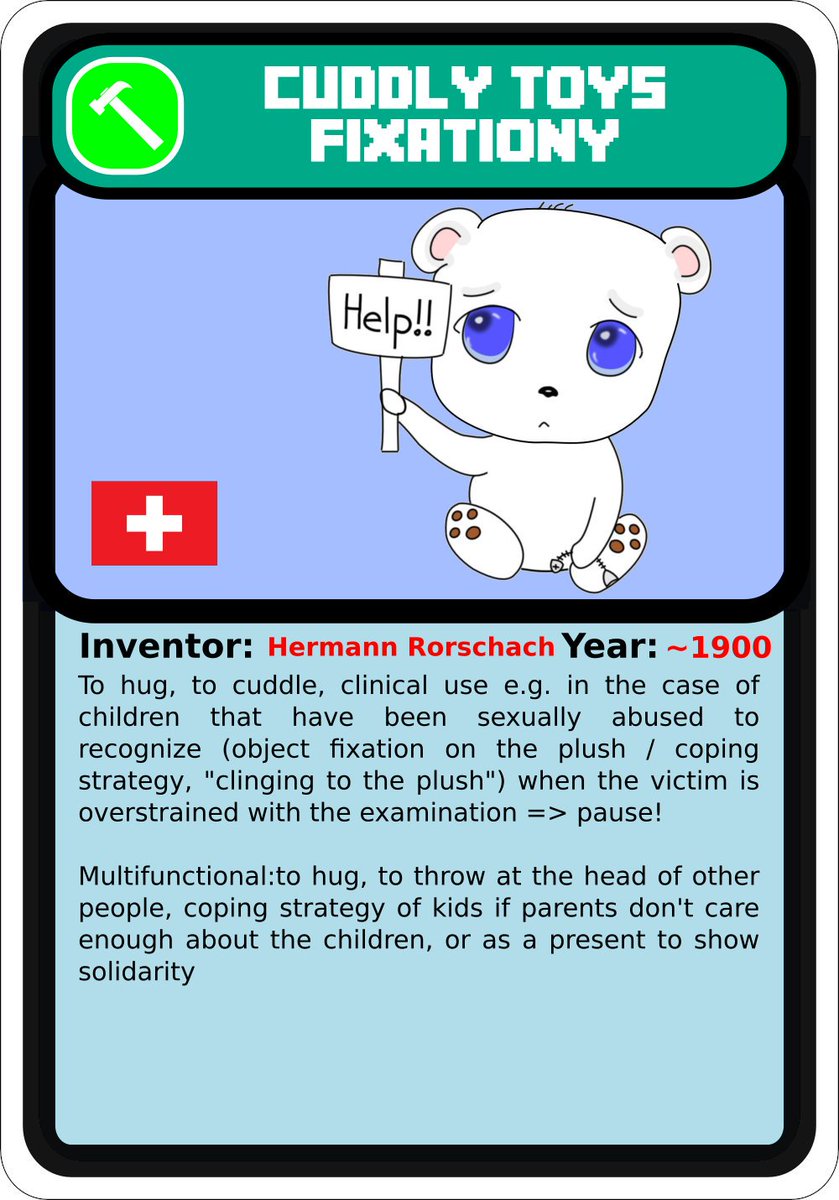 CUDDLY TOYS
FIXATIONY
Help!!
Inventor: Hermann Rorschach Year: ~1900
To hug, to cuddle, clinical use e.g. in the case of
children that have been sexually abused to
recognize (object fixation on the plush / coping
strategy, "clinging to the plush") when the victim is
overstrained with the examination => pause!
Multifunctional:to hug, to throw at the head of other
people, coping strategy of kids if parents don't care
enough about the children, or as a present to show
solidarity